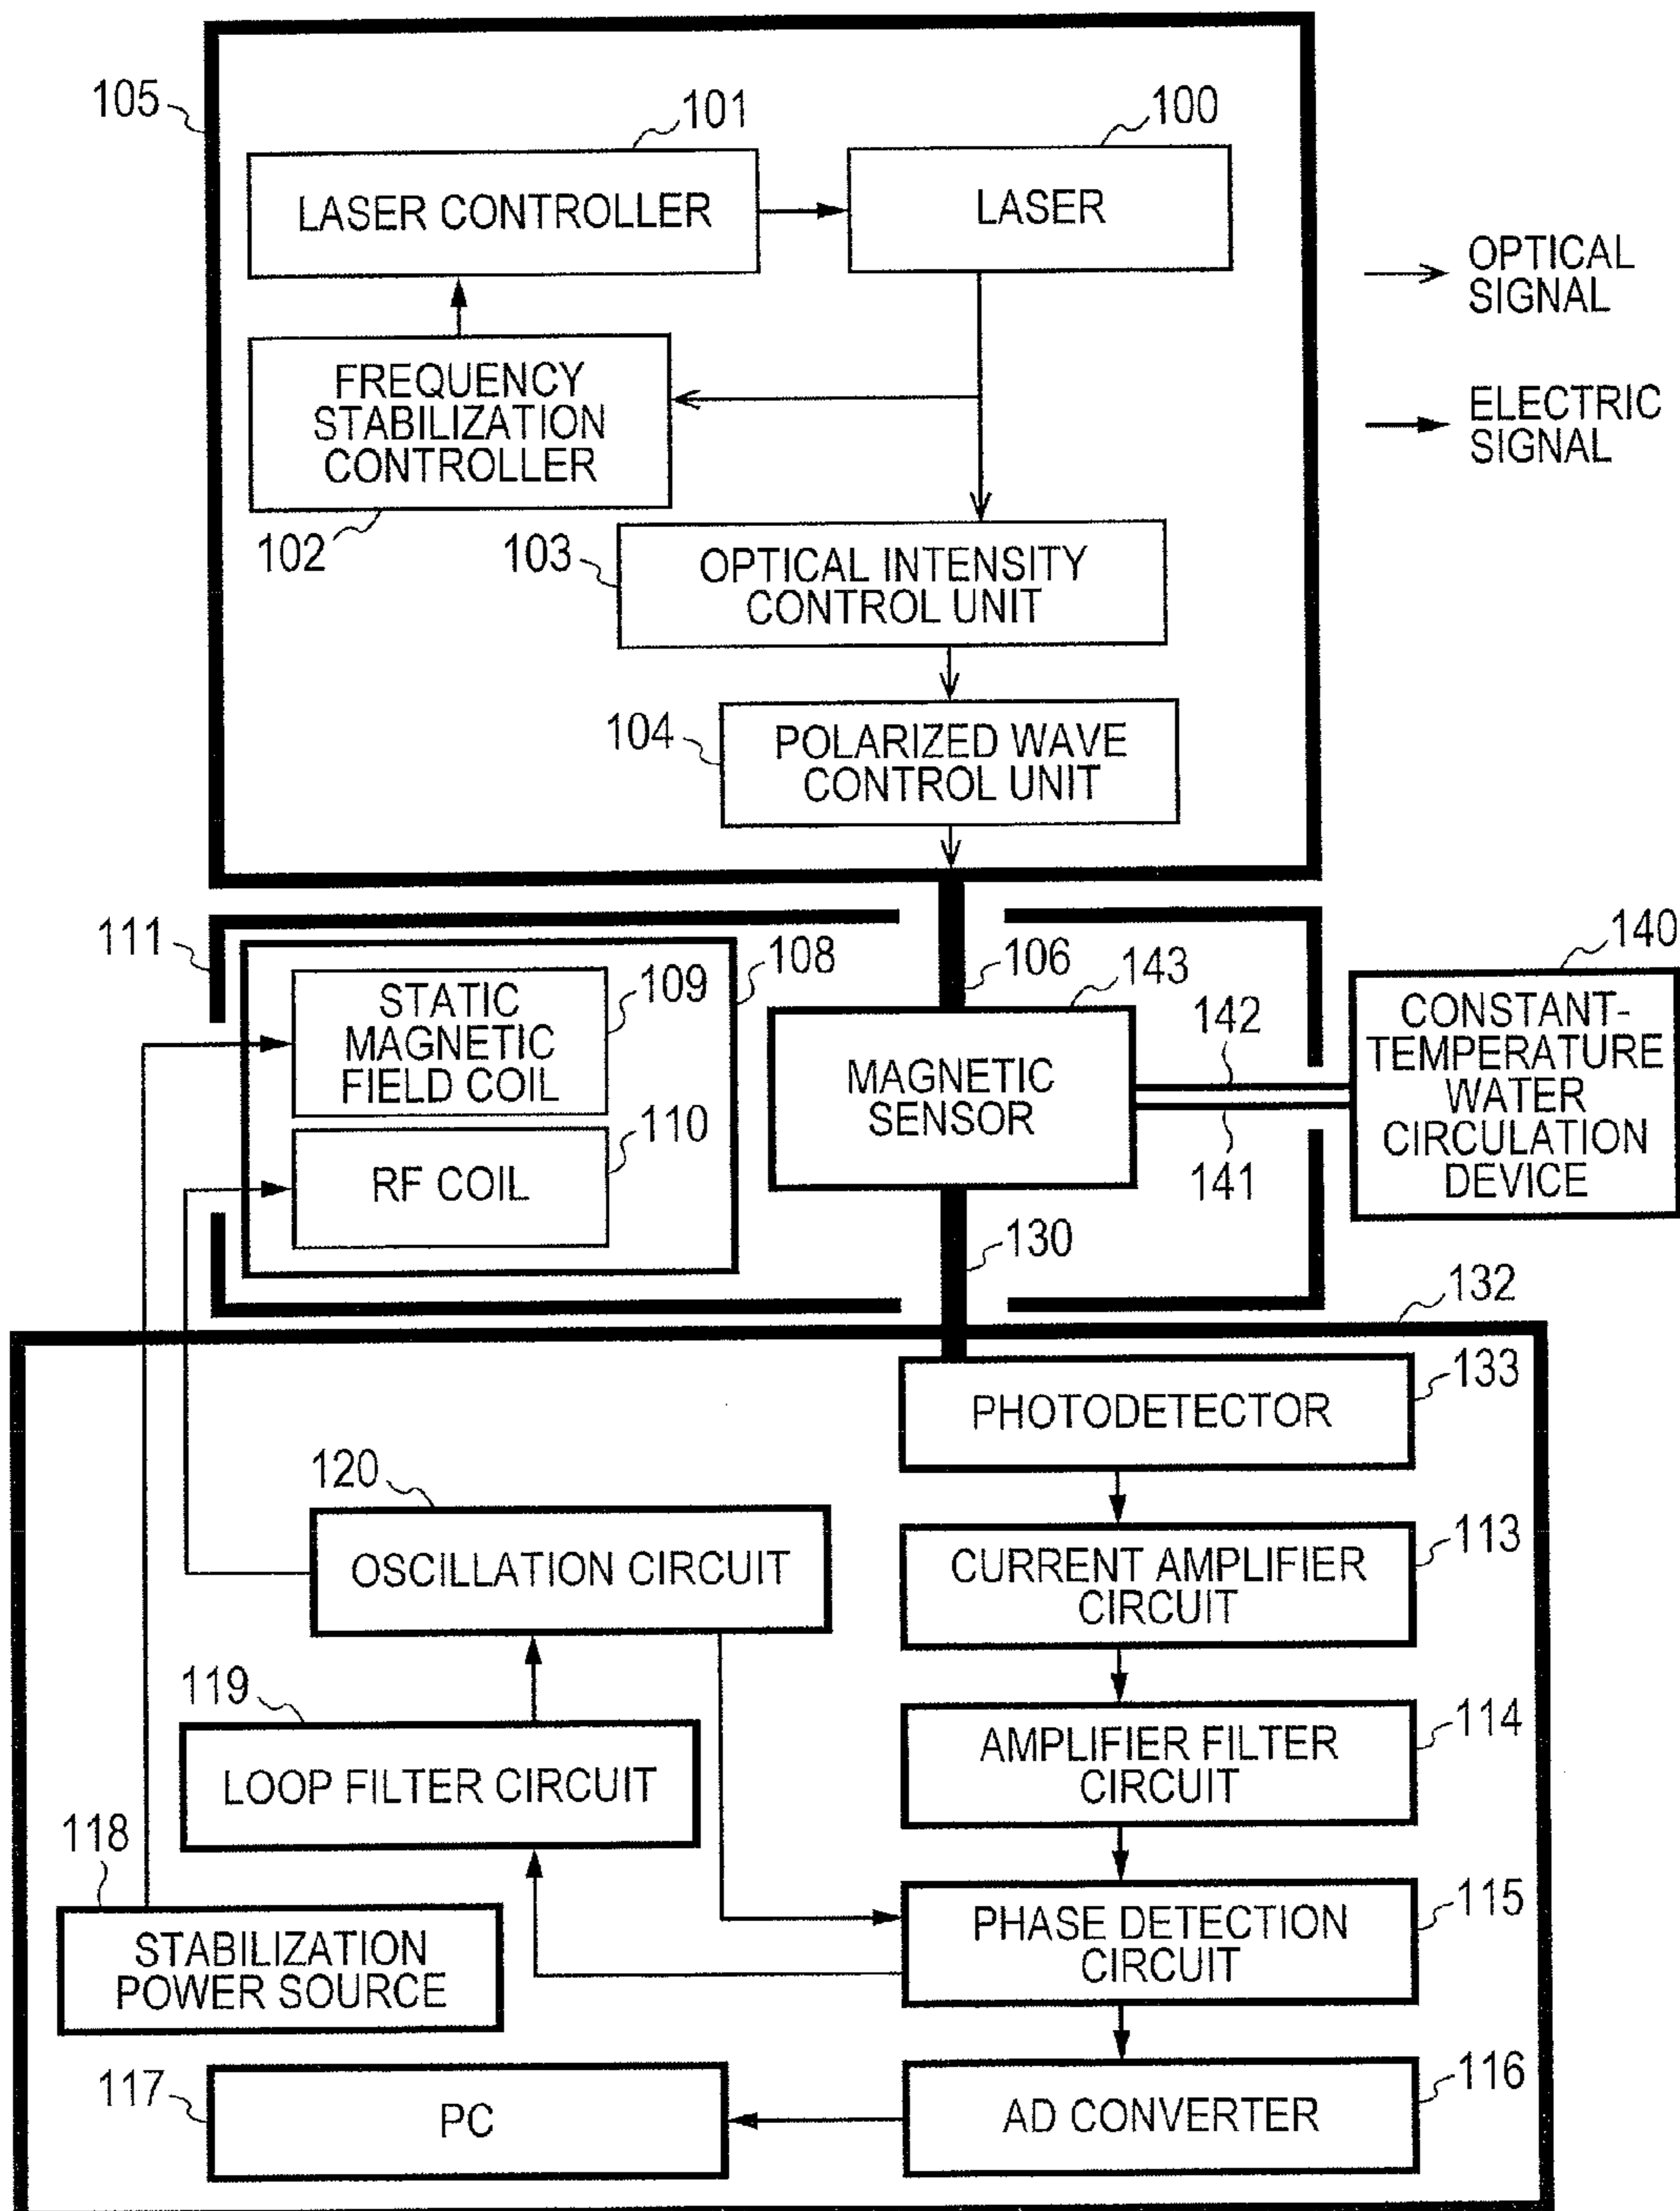 105
101
100
LASER CONTROLLER
LASER
OPTICAL
SIGNAL
FREQUENCY
STABILIZATION
CONTROLLER
ELECTRIC
SIGNAL
102
103
OPTICAL INTENSITY
CONTROL UNIT
104
POLARIZED WAVE
CONTROL UNIT
111
108
106
143
140
STATIC
MAGNETIC
FIELD COIL
109
MAGNETIC
SENSOR
142
141
CONSTANT-
TEMPERATURE
WATER
CIRCULATION
DEVICE
RF COIL
110
130
132
PHOTODETECTOR
133
120
OSCILLATION CIRCUIT
CURRENT AMPLIFIER
CIRCUIT
113
119
LOOP FILTER CIRCUIT
AMPLIFIER FILTER
CIRCUIT
114
118
STABILIZATION
POWER SOURCE
PHASE DETECTION
CIRCUIT
115
117
PC
AD CONVERTER
116